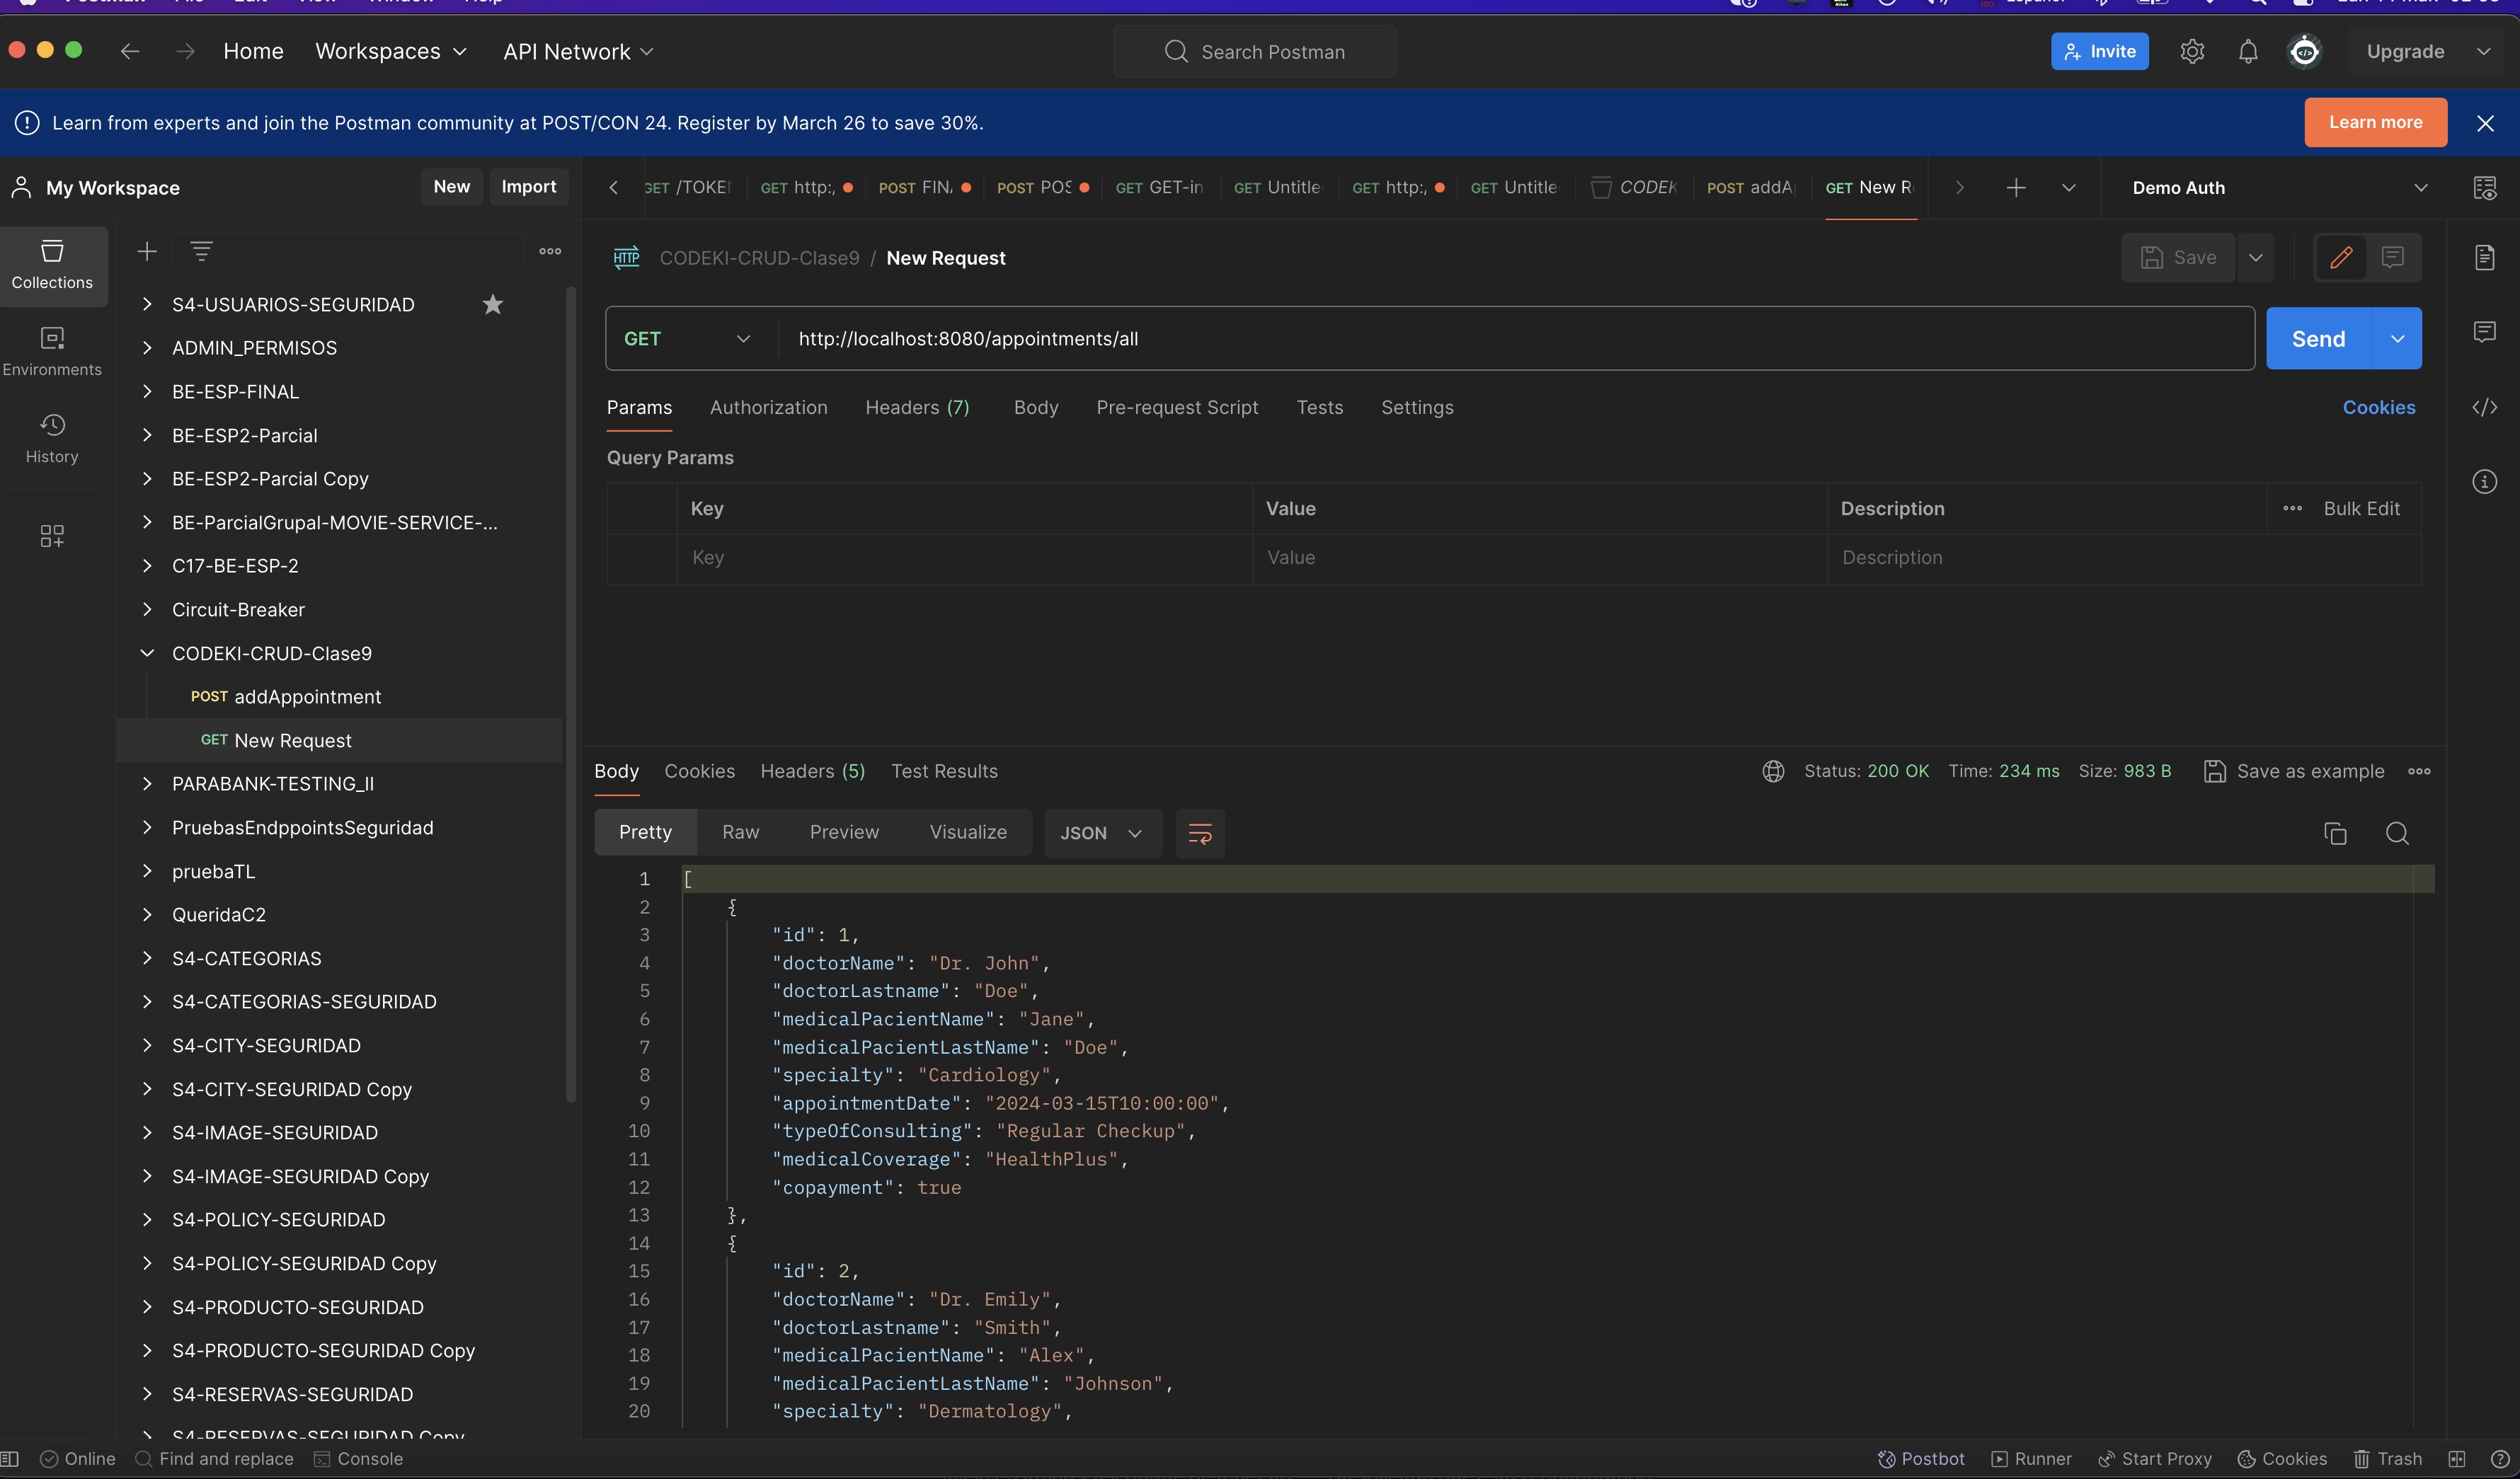 Home Workspaces API Network Search Postman Invite Upgrade
Learn from experts and join the Postman community at POST/CON 24. Register by March 26 to save 30%. Learn more
My Workspace New Import
GET /TOKE GET http:, POST FIN, POST POS GET GET-in GET Untitle GET http:, GET Untitle CODEK POST addA GET New R Demo Auth
Collections
Environments
History
S4-USUARIOS-SEGURIDAD
ADMIN_PERMISOS
BE-ESP-FINAL
BE-ESP2-Parcial
BE-ESP2-Parcial Copy
BE-ParcialGrupal-MOVIE-SERVICE-...
C17-BE-ESP-2
Circuit-Breaker
CODEKI-CRUD-Clase9
POST addAppointment
GET New Request
PARABANK-TESTING_II
PruebasEndppointsSeguridad
pruebaTL
QueridaC2
S4-CATEGORIAS
S4-CATEGORIAS-SEGURIDAD
S4-CITY-SEGURIDAD
S4-CITY-SEGURIDAD Copy
S4-IMAGE-SEGURIDAD
S4-IMAGE-SEGURIDAD Copy
S4-POLICY-SEGURIDAD
S4-POLICY-SEGURIDAD Copy
S4-PRODUCTO-SEGURIDAD
S4-PRODUCTO-SEGURIDAD Copy
S4-RESERVAS-SEGURIDAD
S4-RESERVAS-SEGURIDAD Copy
HTTP CODEKI-CRUD-Clase9 / New Request Save
GET http://localhost:8080/appointments/all Send
Params Authorization Headers (7) Body Pre-request Script Tests Settings Cookies
Query Params
Key Value Description Bulk Edit
Key Value Description
Body Cookies Headers (5) Test Results Status: 200 OK Time: 234 ms Size: 983 B Save as example
Pretty Raw Preview Visualize JSON
1 [
2 {
3 "id": 1,
4 "doctorName": "Dr. John",
5 "doctorLastname": "Doe",
6 "medicalPacientName": "Jane",
7 "medicalPacientLastName": "Doe",
8 "specialty": "Cardiology",
9 "appointmentDate": "2024-03-15T10:00:00",
10 "typeOfConsulting": "Regular Checkup",
11 "medicalCoverage": "HealthPlus",
12 "copayment": true
13 },
14 {
15 "id": 2,
16 "doctorName": "Dr. Emily",
17 "doctorLastname": "Smith",
18 "medicalPacientName": "Alex",
19 "medicalPacientLastName": "Johnson",
20 "specialty": "Dermatology",
Online Find and replace Console Postbot Runner Start Proxy Cookies Trash